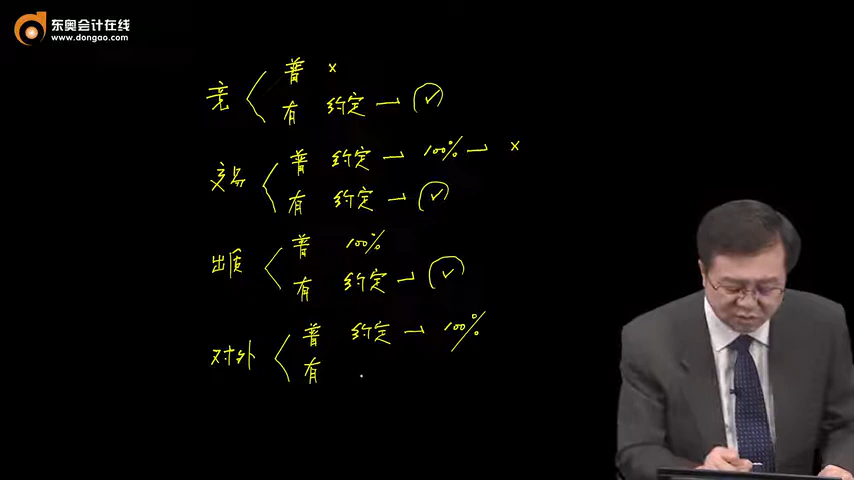 东奥会计在线
www.dongao.com
竞 普 ×
有 约定 → ✓
交易 普 约定 → 100% → ×
有 约定 → ✓
出质 普 100%
有 约定 → ✓
对外 普 约定 → 100%
有